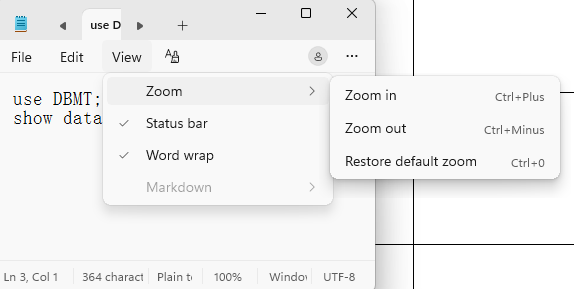 use D
File Edit View
use DBMT;
show data
Zoom
Status bar
Word wrap
Markdown
Zoom in Ctrl+Plus
Zoom out Ctrl+Minus
Restore default zoom Ctrl+0
Ln 3, Col 1 364 charact Plain t 100% Window UTF-8